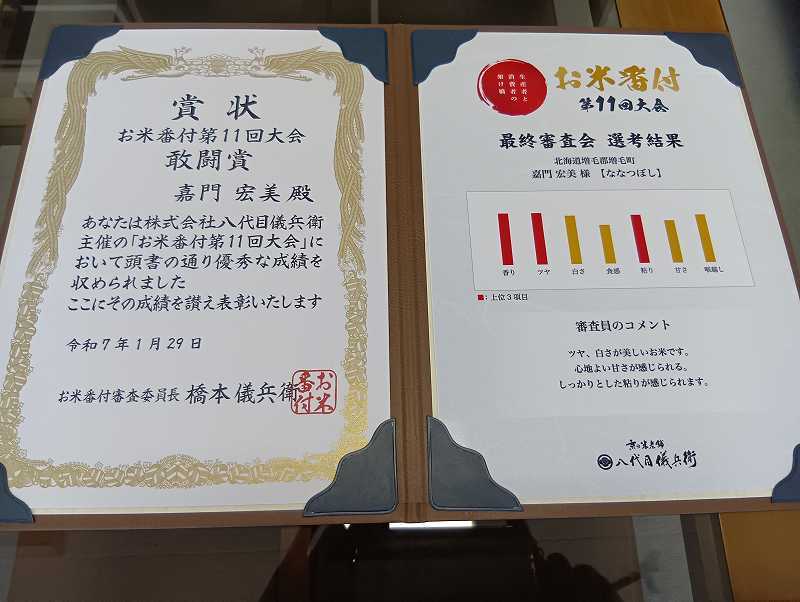 賞状
お米番付第11回大会
敢闘賞
嘉門 宏美 殿
あなたは株式会社八代目儀兵衛
主催の「お米番付第11回大会」に
おいて頭書の通り優秀な成績を
収められました
ここにその成績を讃え表彰いたします
令和7年1月29日
お米番付審査委員長 橋本 儀兵衛
お米
番付
生産者と
消費者の
架け橋
お米番付
第11回大会
最終審査会 選考結果
北海道増毛郡増毛町
嘉門 宏美 様 【ななつぼし】
香り ツヤ 白さ 食感 粘り 甘さ 喉越し
■：上位3項目
審査員のコメント
ツヤ、白さが美しいお米です。
心地よい甘さが感じられる。
しっかりとした粘りが感じられます。
京の米老舗
八代目儀兵衛